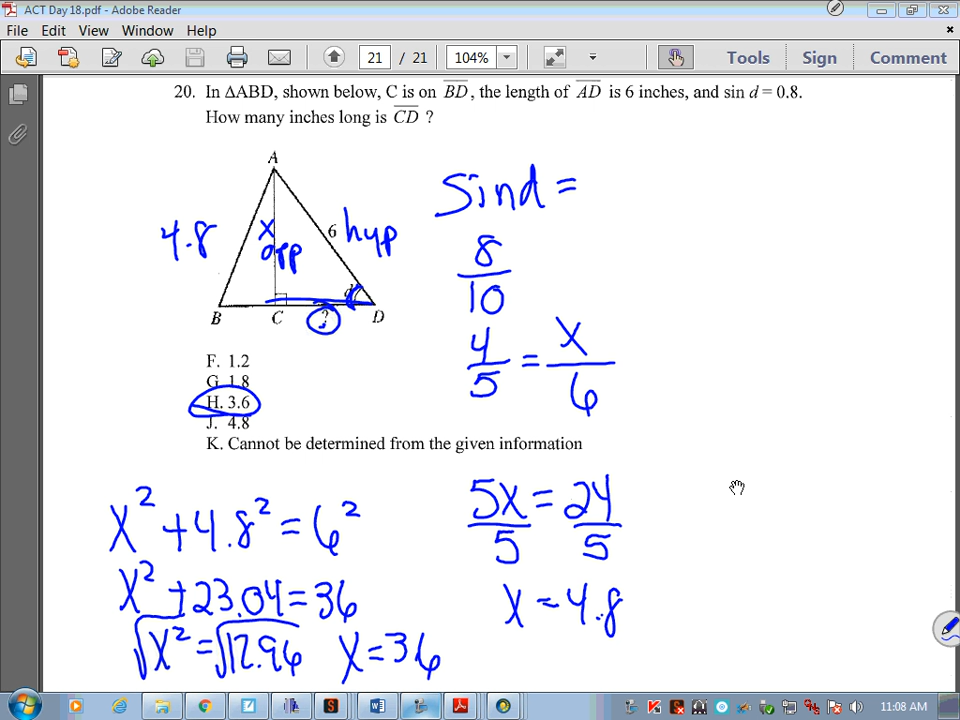 ACT Day 18.pdf - Adobe Reader
File Edit View Window Help
21 / 21 104% Tools Sign Comment
20. In ΔABD, shown below, C is on BD, the length of AD is 6 inches, and sin d = 0.8.
How many inches long is CD ?
A
4.8 x 6 hyp
opp
d
B C ? D
F. 1.2
G. 1.8
H. 3.6
J. 4.8
K. Cannot be determined from the given information
Sin d =
8/10
4/5 = x/6
5x/5 = 24/5
x = 4.8
x² + 4.8² = 6²
x² + 23.04 = 36
√x² = √12.96 x = 36
11:08 AM